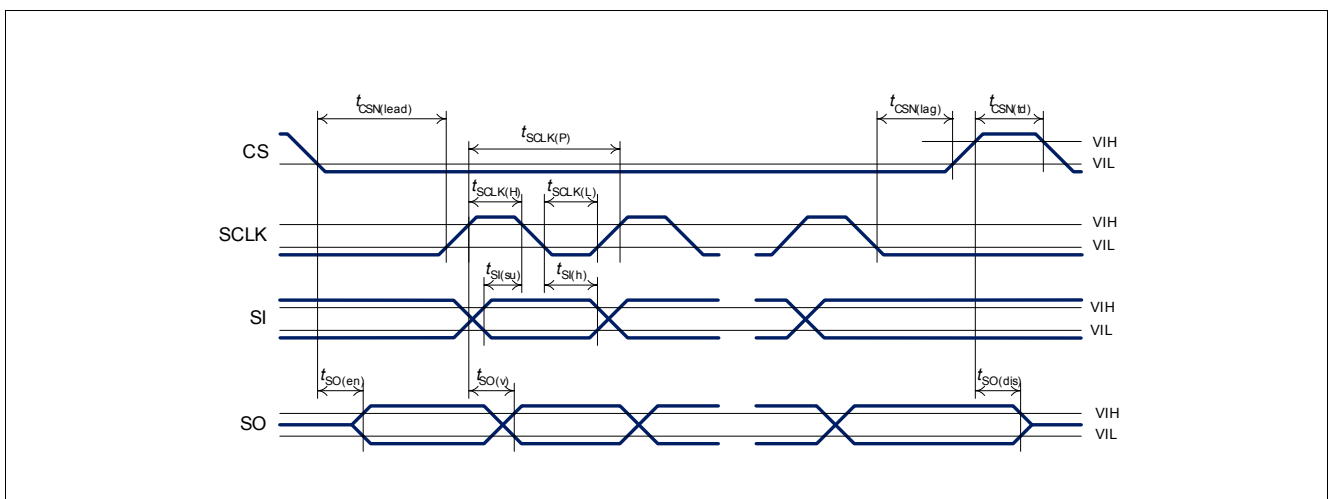 tCSN(lead)
tCSN(lag)
tCSN(td)
CS
tSCLK(P)
VIH
VIL
tSCLK(H)
tSCLK(L)
SCLK
VIH
VIL
tSI(su)
tSI(h)
SI
VIH
VIL
tSO(en)
tSO(v)
tSO(dis)
SO
VIH
VIL